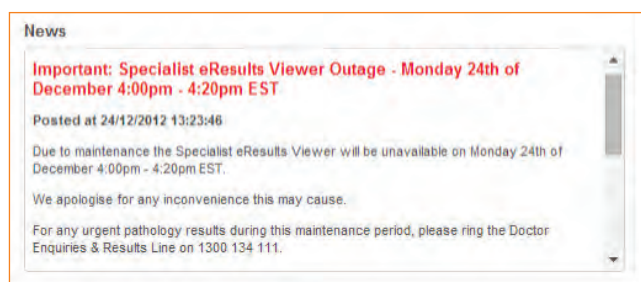 News
Important: Specialist eResults Viewer Outage - Monday 24th of
December 4:00pm - 4:20pm EST
Posted at 24/12/2012 13:23:46
Due to maintenance the Specialist eResults Viewer will be unavailable on Monday 24th of
December 4:00pm - 4:20pm EST.
We apologise for any inconvenience this may cause.
For any urgent pathology results during this maintenance period, please ring the Doctor
Enquiries & Results Line on 1300 134 111.